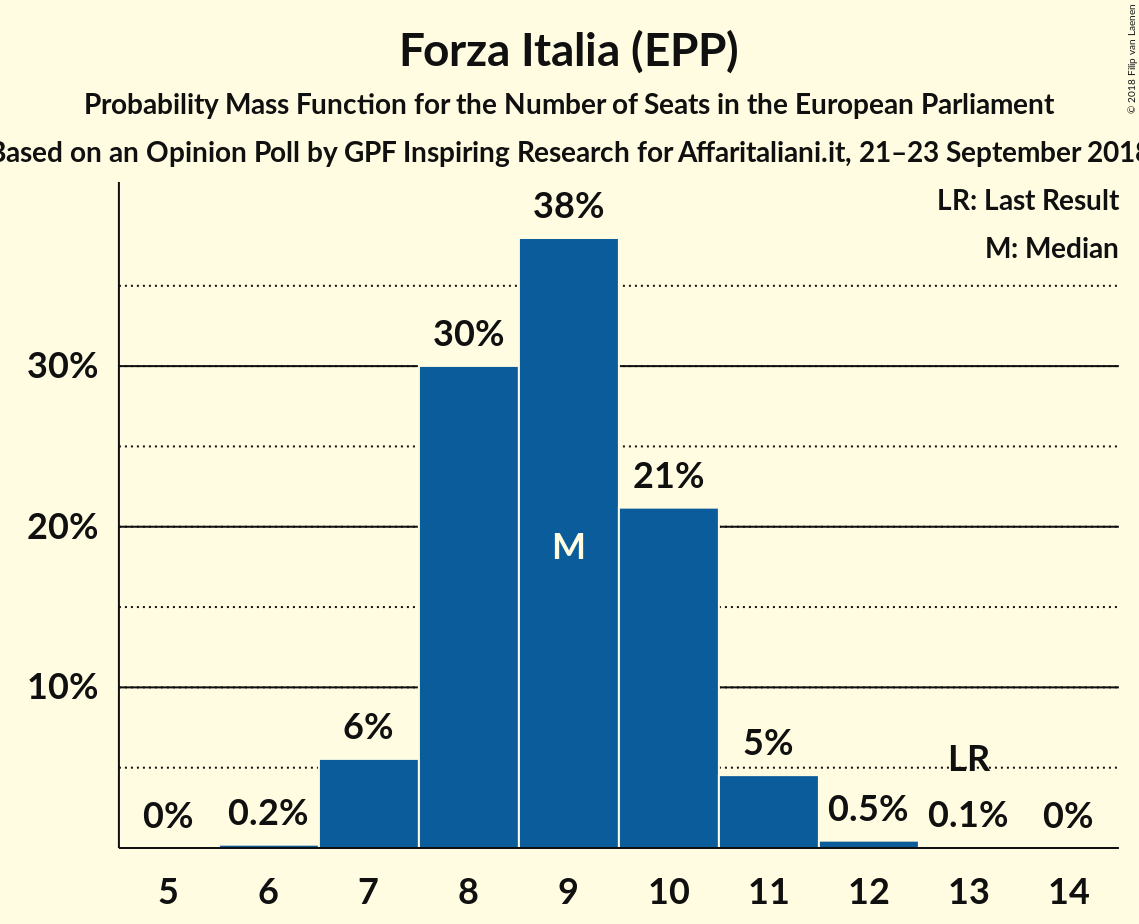 Forza Italia (EPP)
Probability Mass Function for the Number of Seats in the European Parliament
Based on an Opinion Poll by GPF Inspiring Research for Affaritaliani.it, 21–23 September 2018
© 2018 Filip van Laenen
LR: Last Result
M: Median
38%
30%
21%
M
6%
5%
LR
0%
0.2%
0.5%
0.1%
0%
30%
20%
10%
5 6 7 8 9 10 11 12 13 14